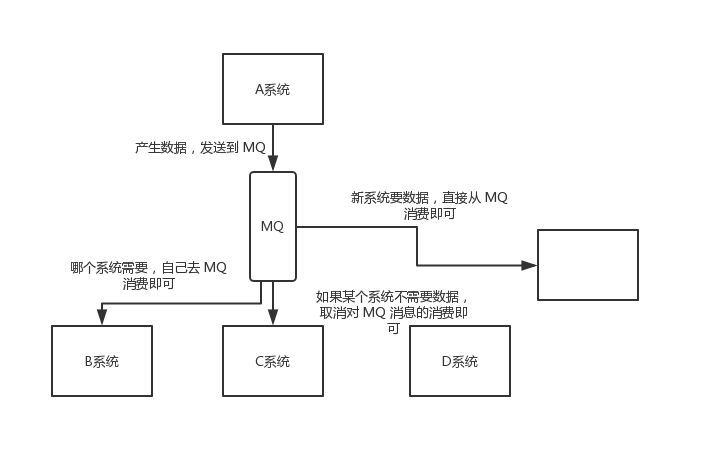 A系统
产生数据，发送到 MQ
MQ
新系统要数据，直接从 MQ
消费即可
哪个系统需要，自己去 MQ
消费即可
如果某个系统不需要数据，
取消对 MQ 消息的消费即
可
B系统
C系统
D系统